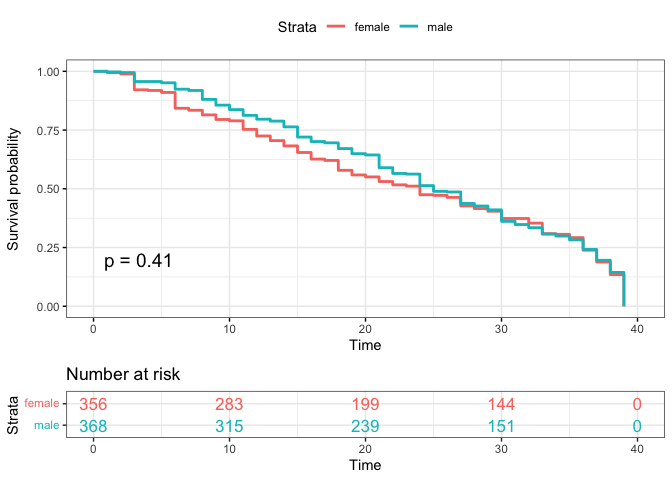 Strata female male
Survival probability
1.00
0.75
0.50
0.25
0.00
p = 0.41
0 10 20 30 40
Time
Number at risk
Strata
female 356 283 199 144 0
male 368 315 239 151 0
0 10 20 30 40
Time